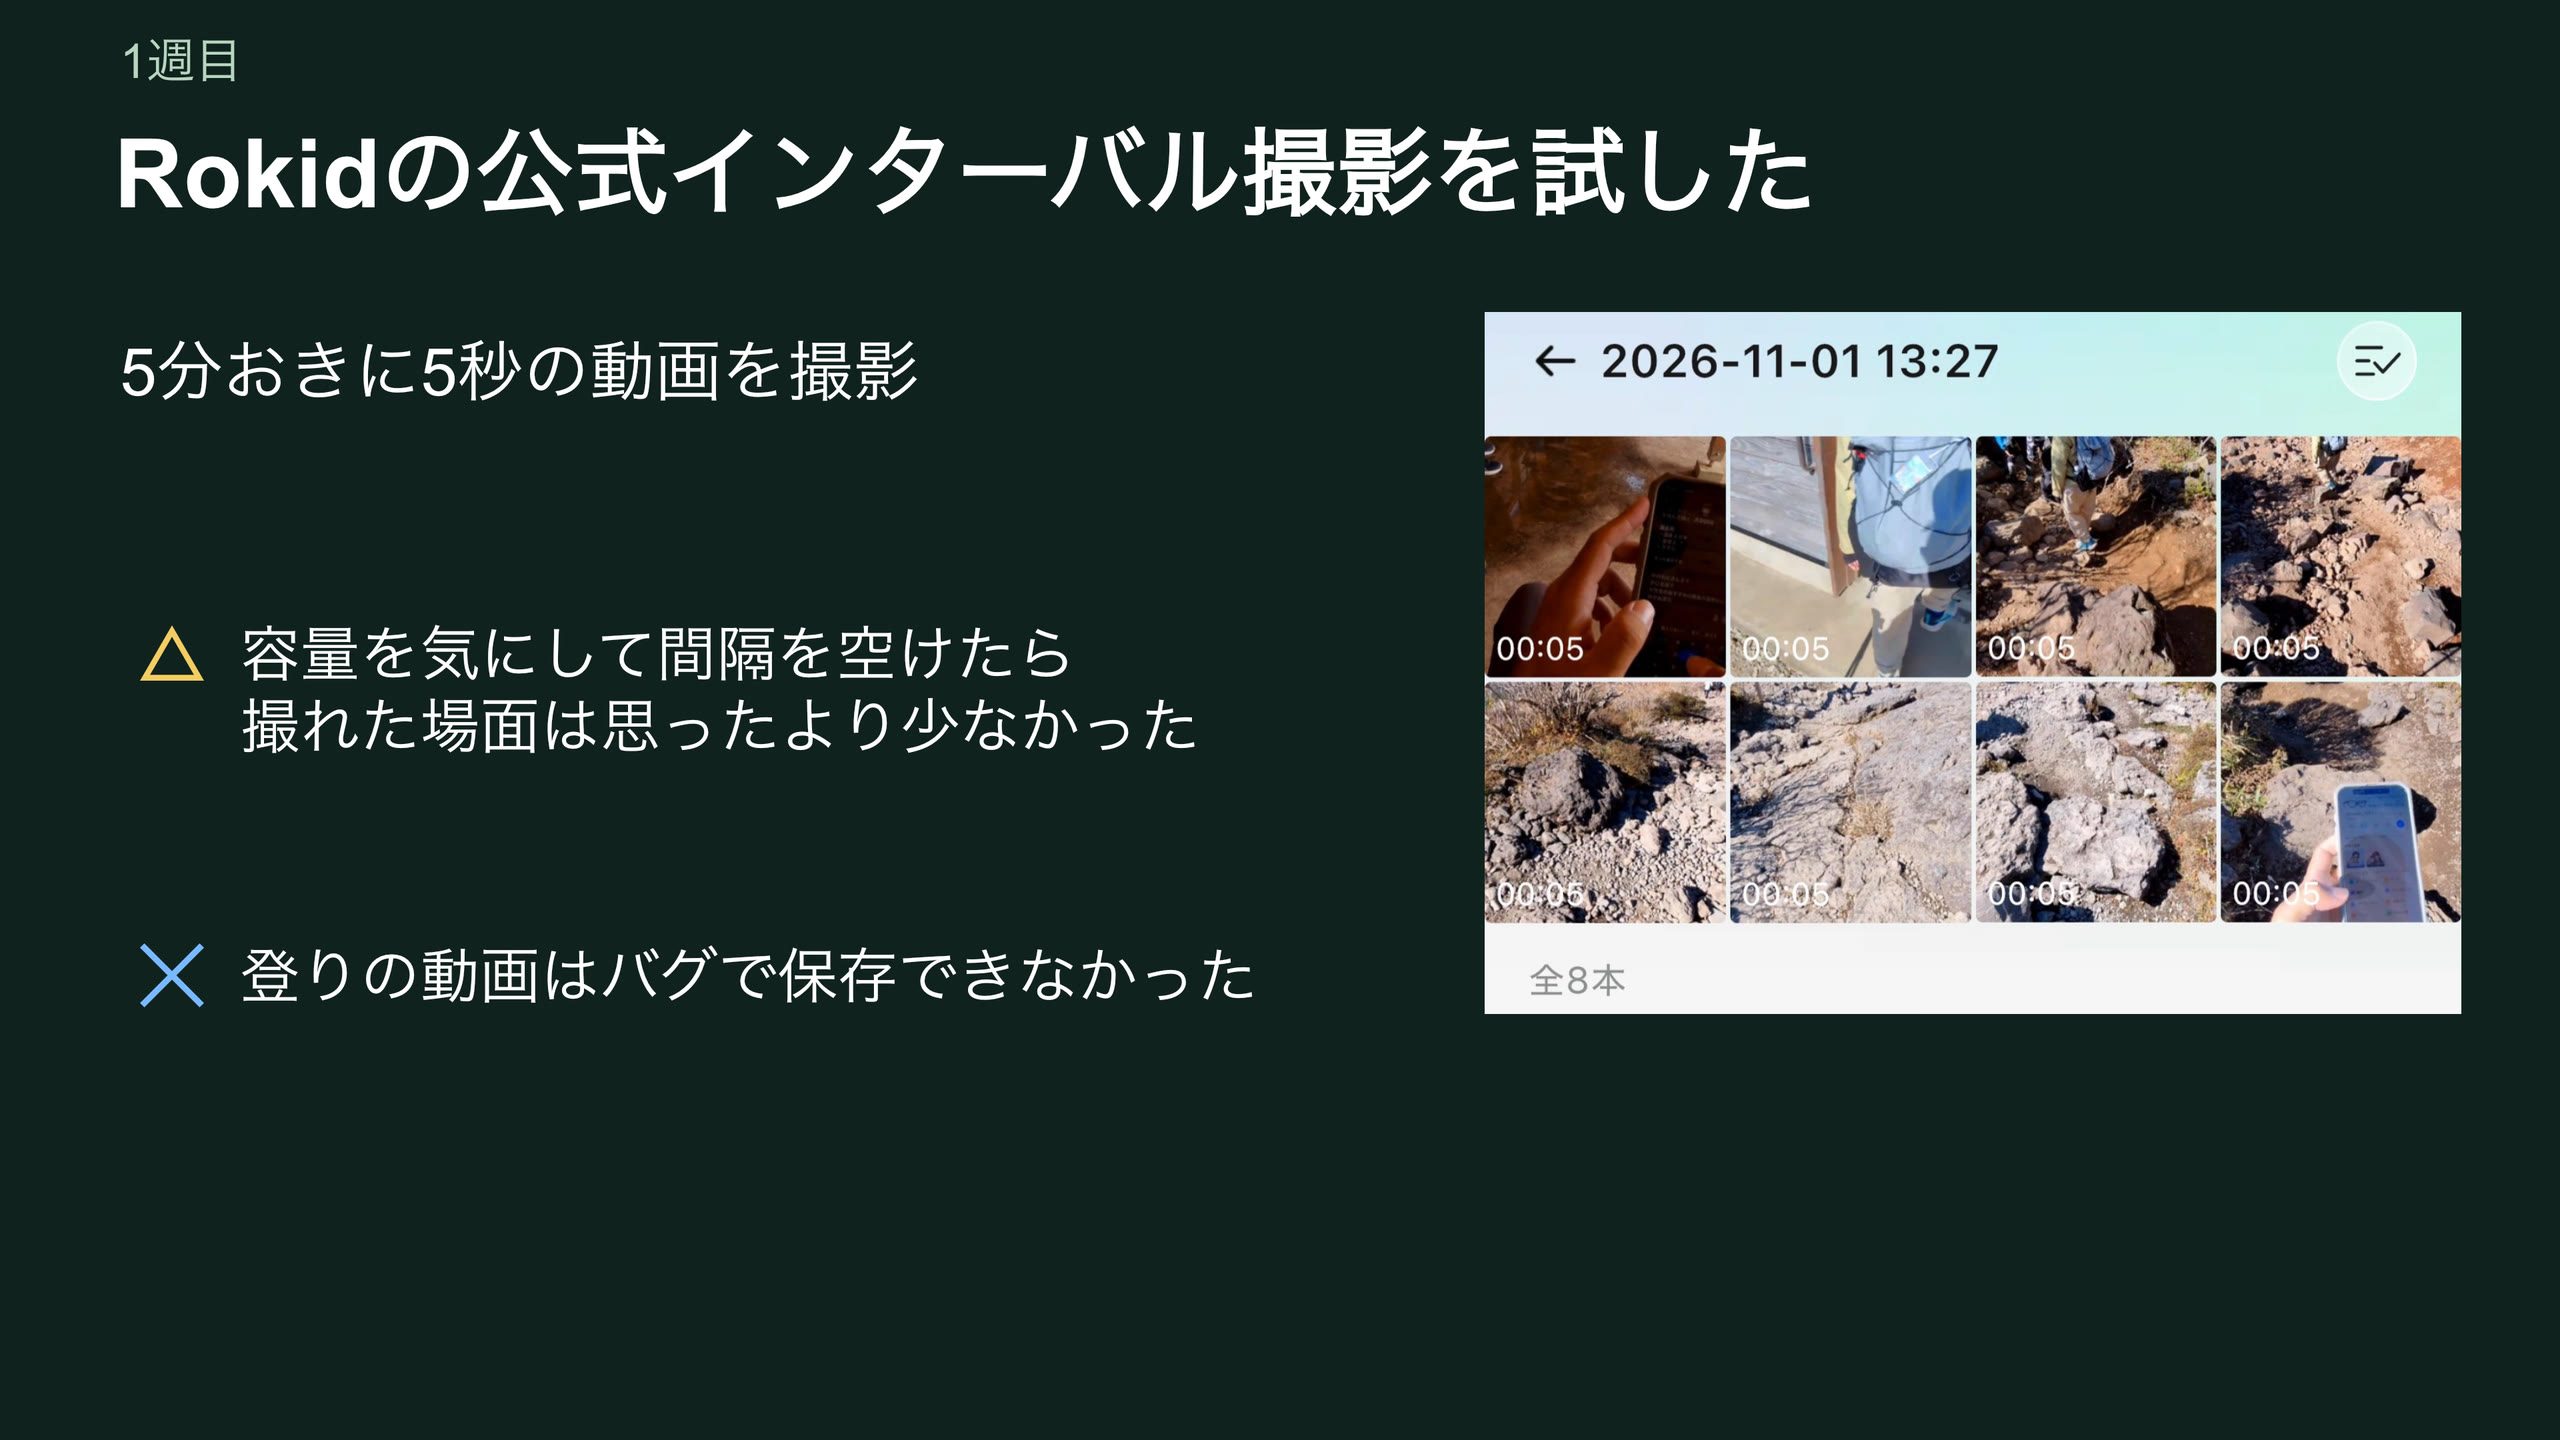 1週目
Rokidの公式インターバル撮影を試した
5分おきに5秒の動画を撮影
△ 容量を気にして間隔を空けたら
撮れた場面は思ったより少なかった
× 登りの動画はバグで保存できなかった
← 2026-11-01 13:27
00:05 00:05 00:05 00:05
00:05 00:05 00:05 00:05
全8本